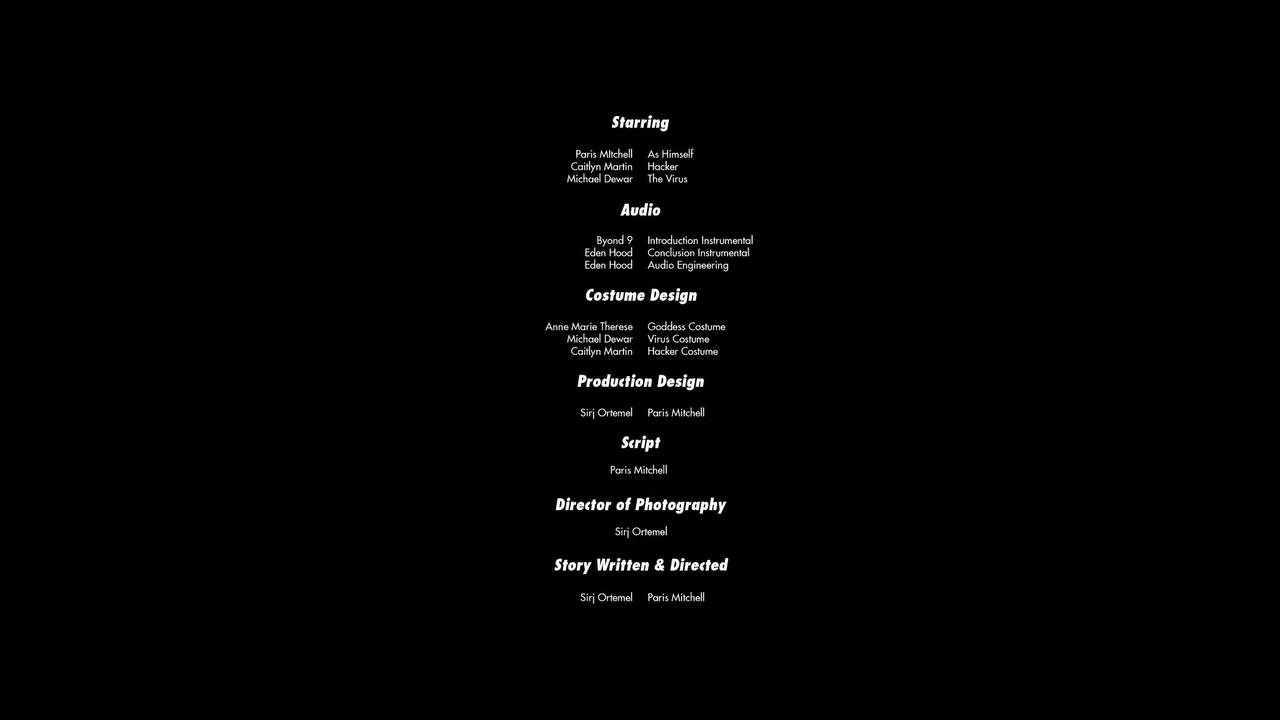 Starring
Paris MItchell As Himself
Caitlyn Martin Hacker
Michael Dewar The Virus
Audio
Byond 9 Introduction Instrumental
Eden Hood Conclusion Instrumental
Eden Hood Audio Engineering
Costume Design
Anne Marie Therese Goddess Costume
Michael Dewar Virus Costume
Caitlyn Martin Hacker Costume
Production Design
Sirj Ortemel Paris Mitchell
Script
Paris Mitchell
Director of Photography
Sirj Ortemel
Story Written & Directed
Sirj Ortemel Paris Mitchell